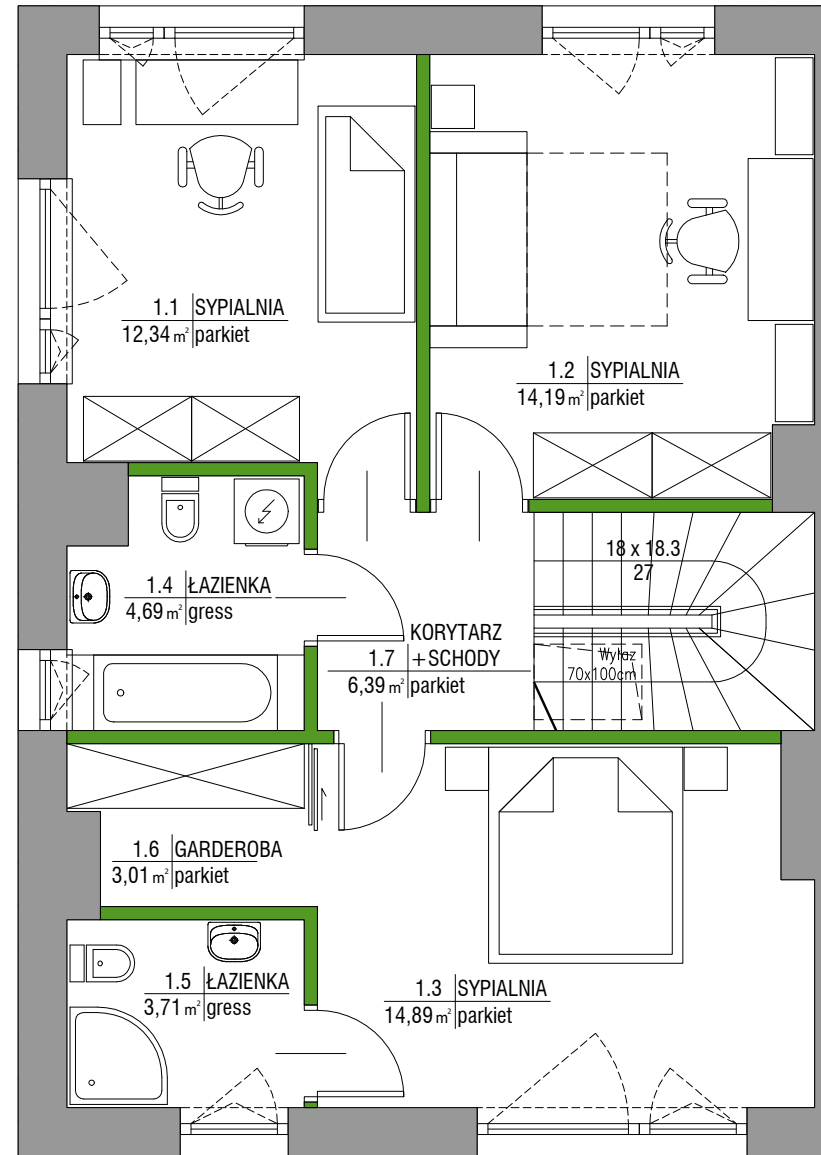 1.1 SYPIALNIA
12,34 m² parkiet
1.2 SYPIALNIA
14,19 m² parkiet
18 x 18.3
27
1.4 ŁAZIENKA
4,69 m² gress
KORYTARZ
1.7 +SCHODY
6,39 m² parkiet
Wyłaz
70x100cm
1.6 GARDEROBA
3,01 m² parkiet
1.5 ŁAZIENKA
3,71 m² gress
1.3 SYPIALNIA
14,89 m² parkiet